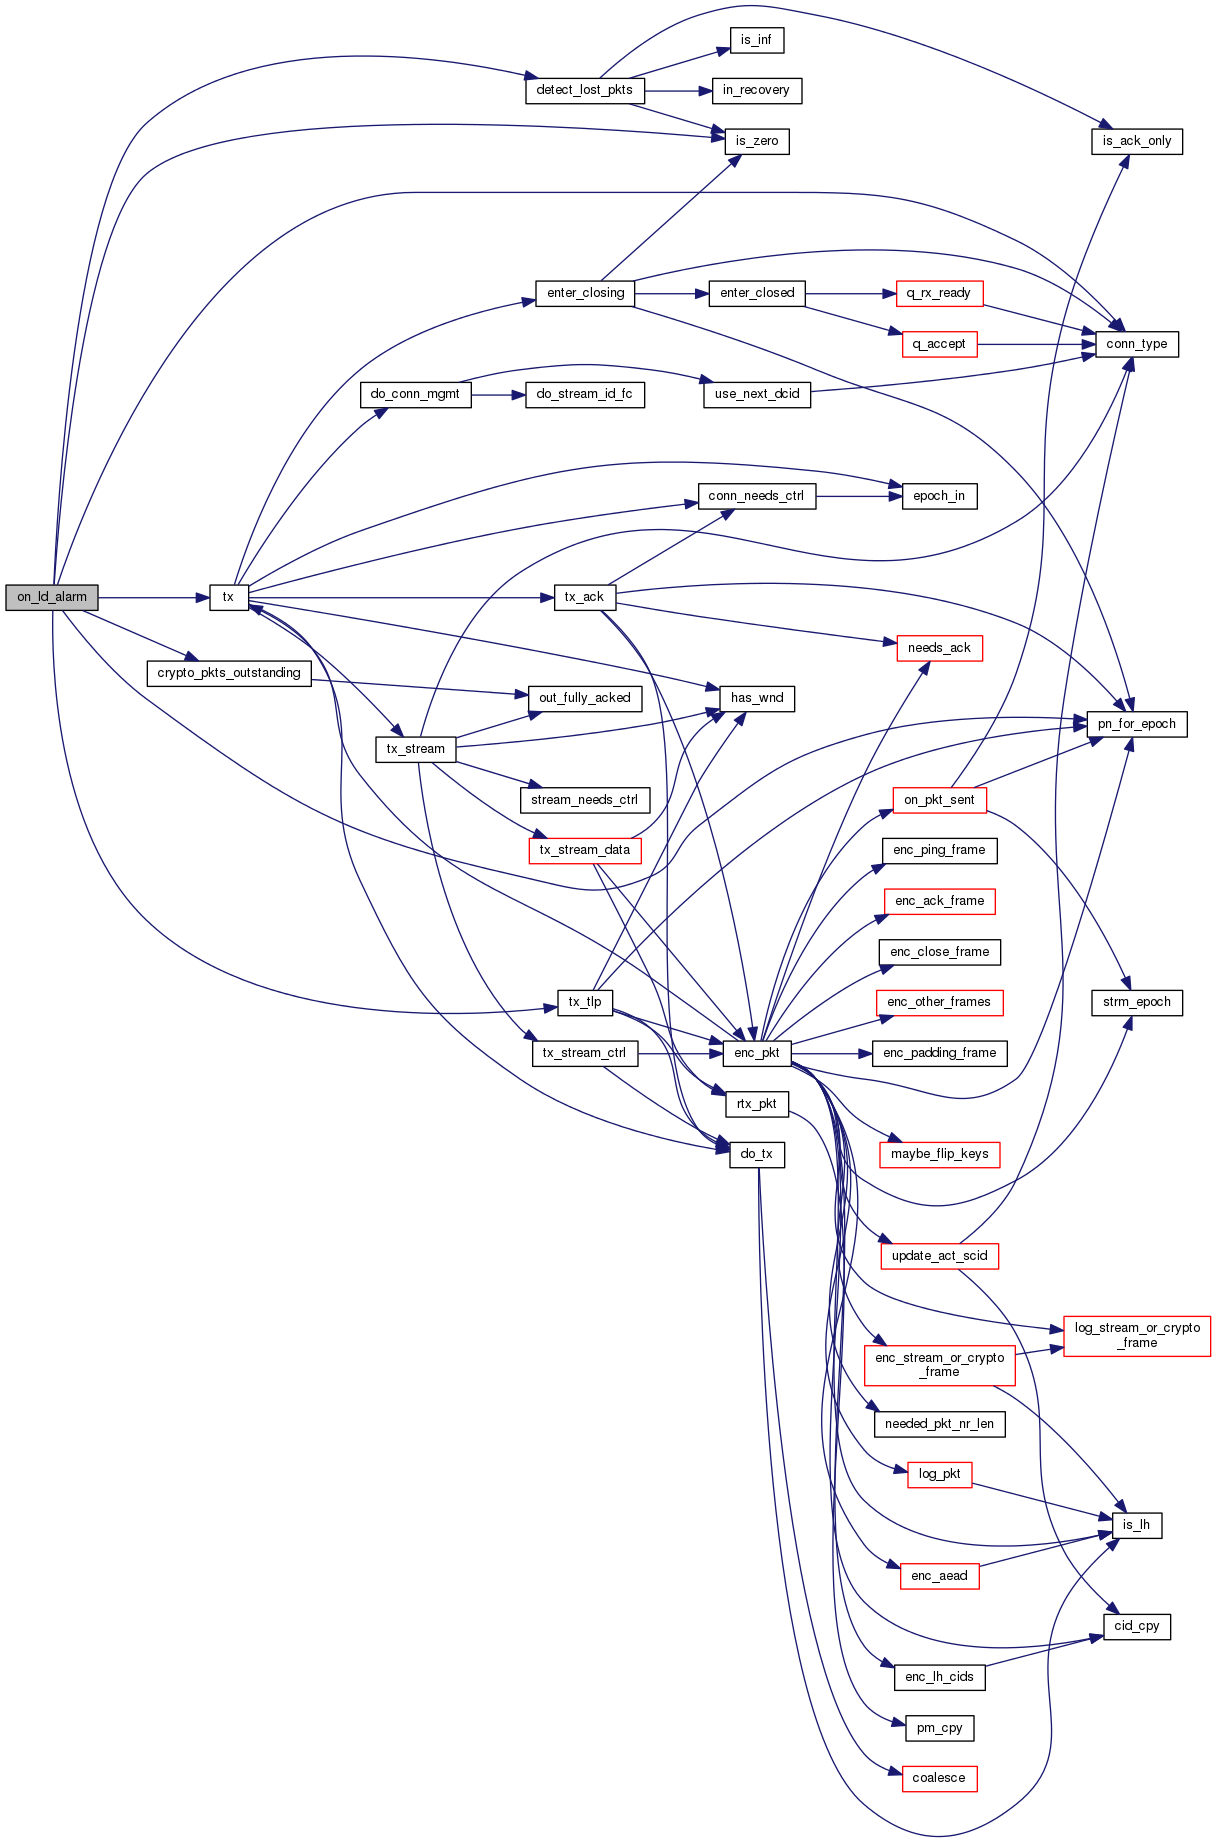 is_inf
detect_lost_pkts
in_recovery
is_zero
is_ack_only
enter_closing
enter_closed
q_rx_ready
q_accept
conn_type
do_conn_mgmt
do_stream_id_fc
use_next_dcid
conn_needs_ctrl
epoch_in
on_ld_alarm
tx
tx_ack
needs_ack
crypto_pkts_outstanding
out_fully_acked
has_wnd
pn_for_epoch
tx_stream
stream_needs_ctrl
on_pkt_sent
tx_stream_data
enc_ping_frame
enc_ack_frame
enc_close_frame
tx_tlp
enc_other_frames
strm_epoch
tx_stream_ctrl
enc_pkt
enc_padding_frame
rtx_pkt
do_tx
maybe_flip_keys
update_act_scid
log_stream_or_crypto
_frame
enc_stream_or_crypto
_frame
needed_pkt_nr_len
log_pkt
is_lh
enc_aead
cid_cpy
enc_lh_cids
pm_cpy
coalesce